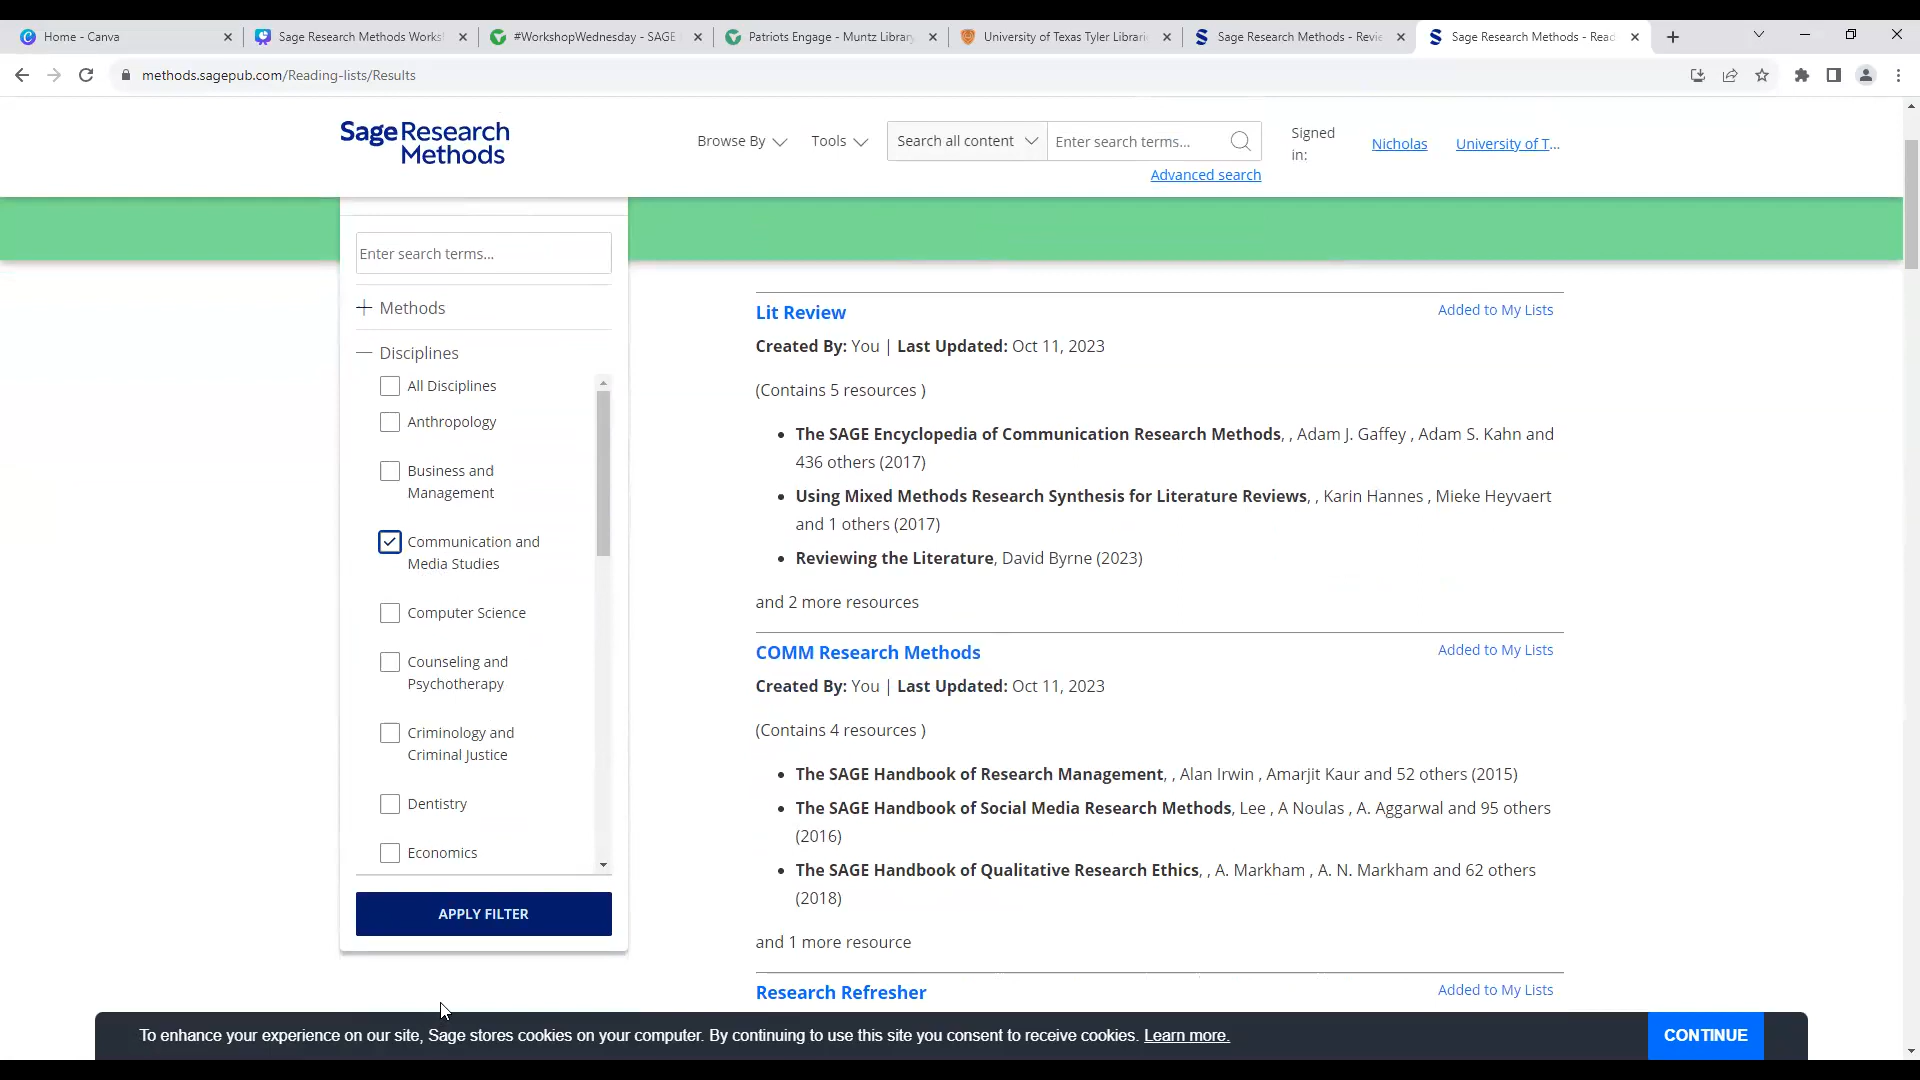 Home - Canva
Sage Research Methods Works
#WorkshopWednesday - SAGE
Patriots Engage - Muntz Library
University of Texas Tyler Librari
Sage Research Methods - Revi
Sage Research Methods - Read
methods.sagepub.com/Reading-lists/Results
Sage Research
Methods
Browse By
Tools
Search all content
Enter search terms...
Advanced search
Signed
in:
Nicholas
University of T...
Enter search terms...
Methods
Disciplines
All Disciplines
Anthropology
Business and
Management
Communication and
Media Studies
Computer Science
Counseling and
Psychotherapy
Criminology and
Criminal Justice
Dentistry
Economics
APPLY FILTER
Lit Review
Added to My Lists
Created By: You | Last Updated: Oct 11, 2023
(Contains 5 resources )
• The SAGE Encyclopedia of Communication Research Methods, , Adam J. Gaffey , Adam S. Kahn and
436 others (2017)
• Using Mixed Methods Research Synthesis for Literature Reviews, , Karin Hannes , Mieke Heyvaert
and 1 others (2017)
• Reviewing the Literature, David Byrne (2023)
and 2 more resources
COMM Research Methods
Added to My Lists
Created By: You | Last Updated: Oct 11, 2023
(Contains 4 resources )
• The SAGE Handbook of Research Management, , Alan Irwin , Amarjit Kaur and 52 others (2015)
• The SAGE Handbook of Social Media Research Methods, Lee , A Noulas , A. Aggarwal and 95 others
(2016)
• The SAGE Handbook of Qualitative Research Ethics, , A. Markham , A. N. Markham and 62 others
(2018)
and 1 more resource
Research Refresher
Added to My Lists
To enhance your experience on our site, Sage stores cookies on your computer. By continuing to use this site you consent to receive cookies. Learn more.
CONTINUE